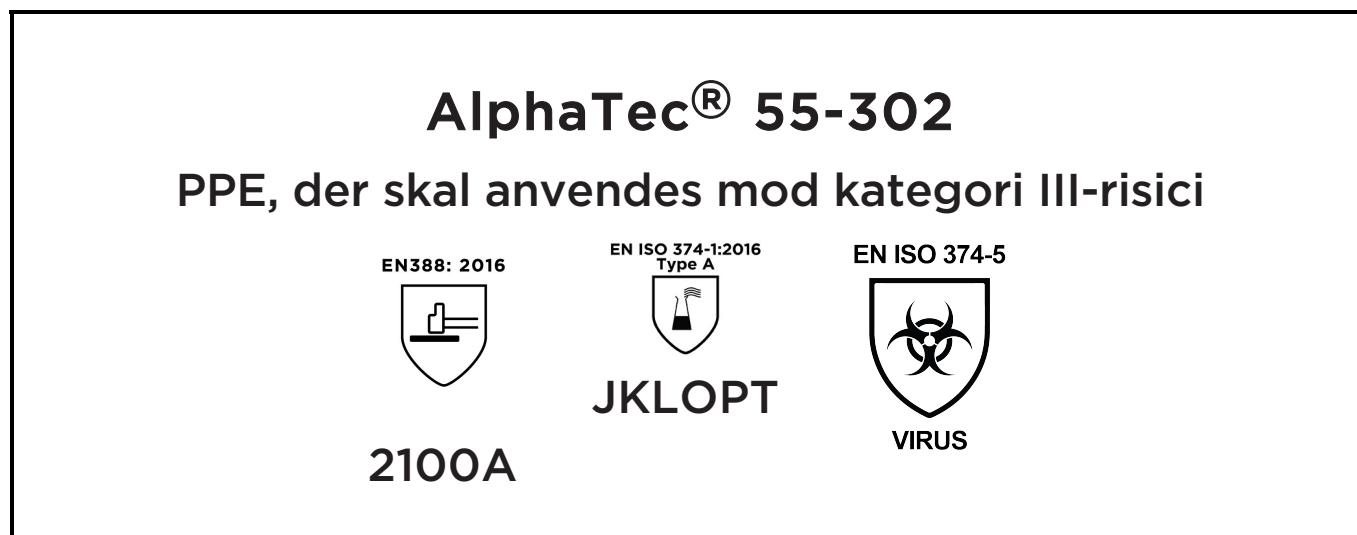 AlphaTec® 55-302
PPE, der skal anvendes mod kategori III-risici
EN388: 2016
2100A
EN ISO 374-1:2016
Type A
JKLOPT
EN ISO 374-5
VIRUS